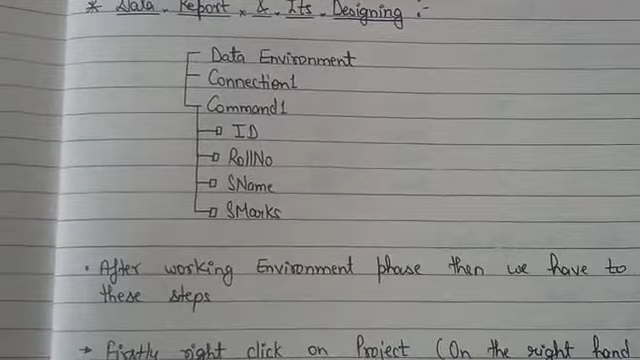 * Data Report & Its Designing :-
Data Environment
Connection1
Command1
ID
RollNo
SName
SMarks
• After working Environment phase then we have to
these steps
→ Firstly right click on Project (On the right hand